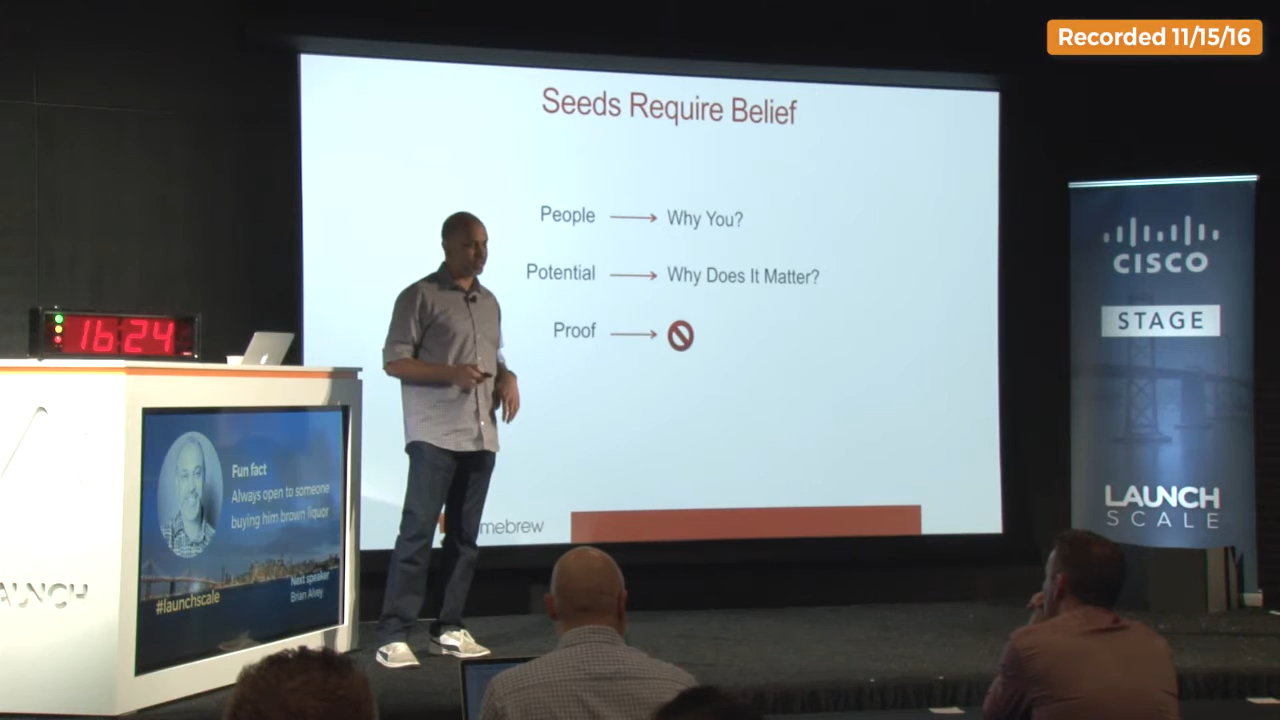 Recorded 11/15/16
Seeds Require Belief
People → Why You?
Potential → Why Does It Matter?
Proof →
mebrew
16:24
Fun fact
Always open to someone
buying him brown liquor
Next speaker
Brian Alvey
#launchscale
LAUNCH
CISCO
STAGE
LAUNCH
SCALE